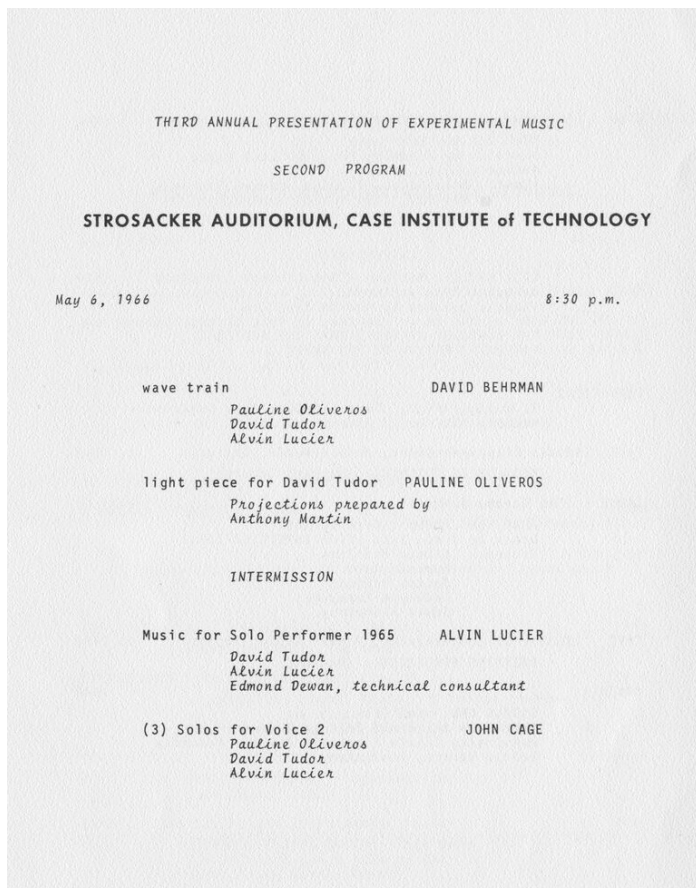 THIRD ANNUAL PRESENTATION OF EXPERIMENTAL MUSIC
SECOND PROGRAM
STROSACKER AUDITORIUM, CASE INSTITUTE of TECHNOLOGY
May 6, 1966 8:30 p.m.
wave train DAVID BEHRMAN
Pauline Oliveros
David Tudor
Alvin Lucier
light piece for David Tudor PAULINE OLIVEROS
Projections prepared by
Anthony Martin
INTERMISSION
Music for Solo Performer 1965 ALVIN LUCIER
David Tudor
Alvin Lucier
Edmond Dewan, technical consultant
(3) Solos for Voice 2 JOHN CAGE
Pauline Oliveros
David Tudor
Alvin Lucier